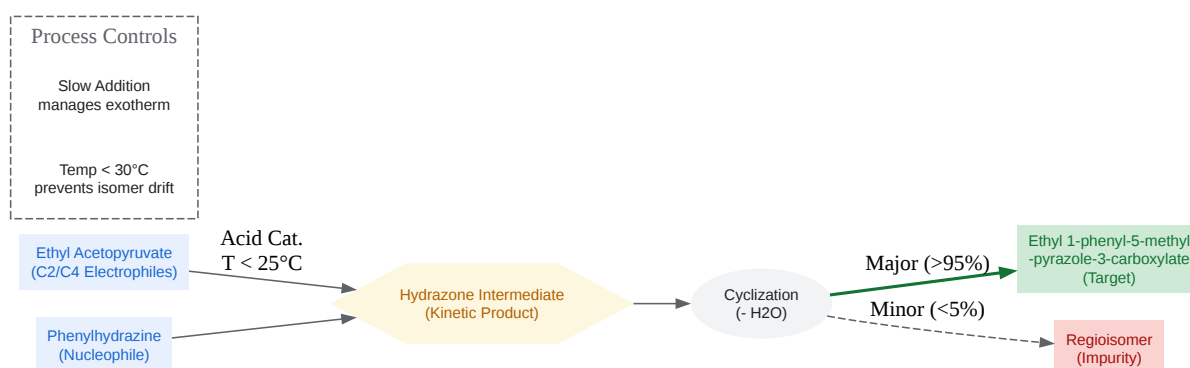 Process Controls
Slow Addition
manages exotherm
Temp < 30°C
prevents isomer drift
Ethyl Acetopyruvate
(C2/C4 Electrophiles)
Phenylhydrazine
(Nucleophile)
Acid Cat.
T < 25°C
Hydrazone Intermediate
(Kinetic Product)
Cyclization
(- H2O)
Major (>95%)
Minor (<5%)
Ethyl 1-phenyl-5-methyl
-pyrazole-3-carboxylate
(Target)
Regioisomer
(Impurity)